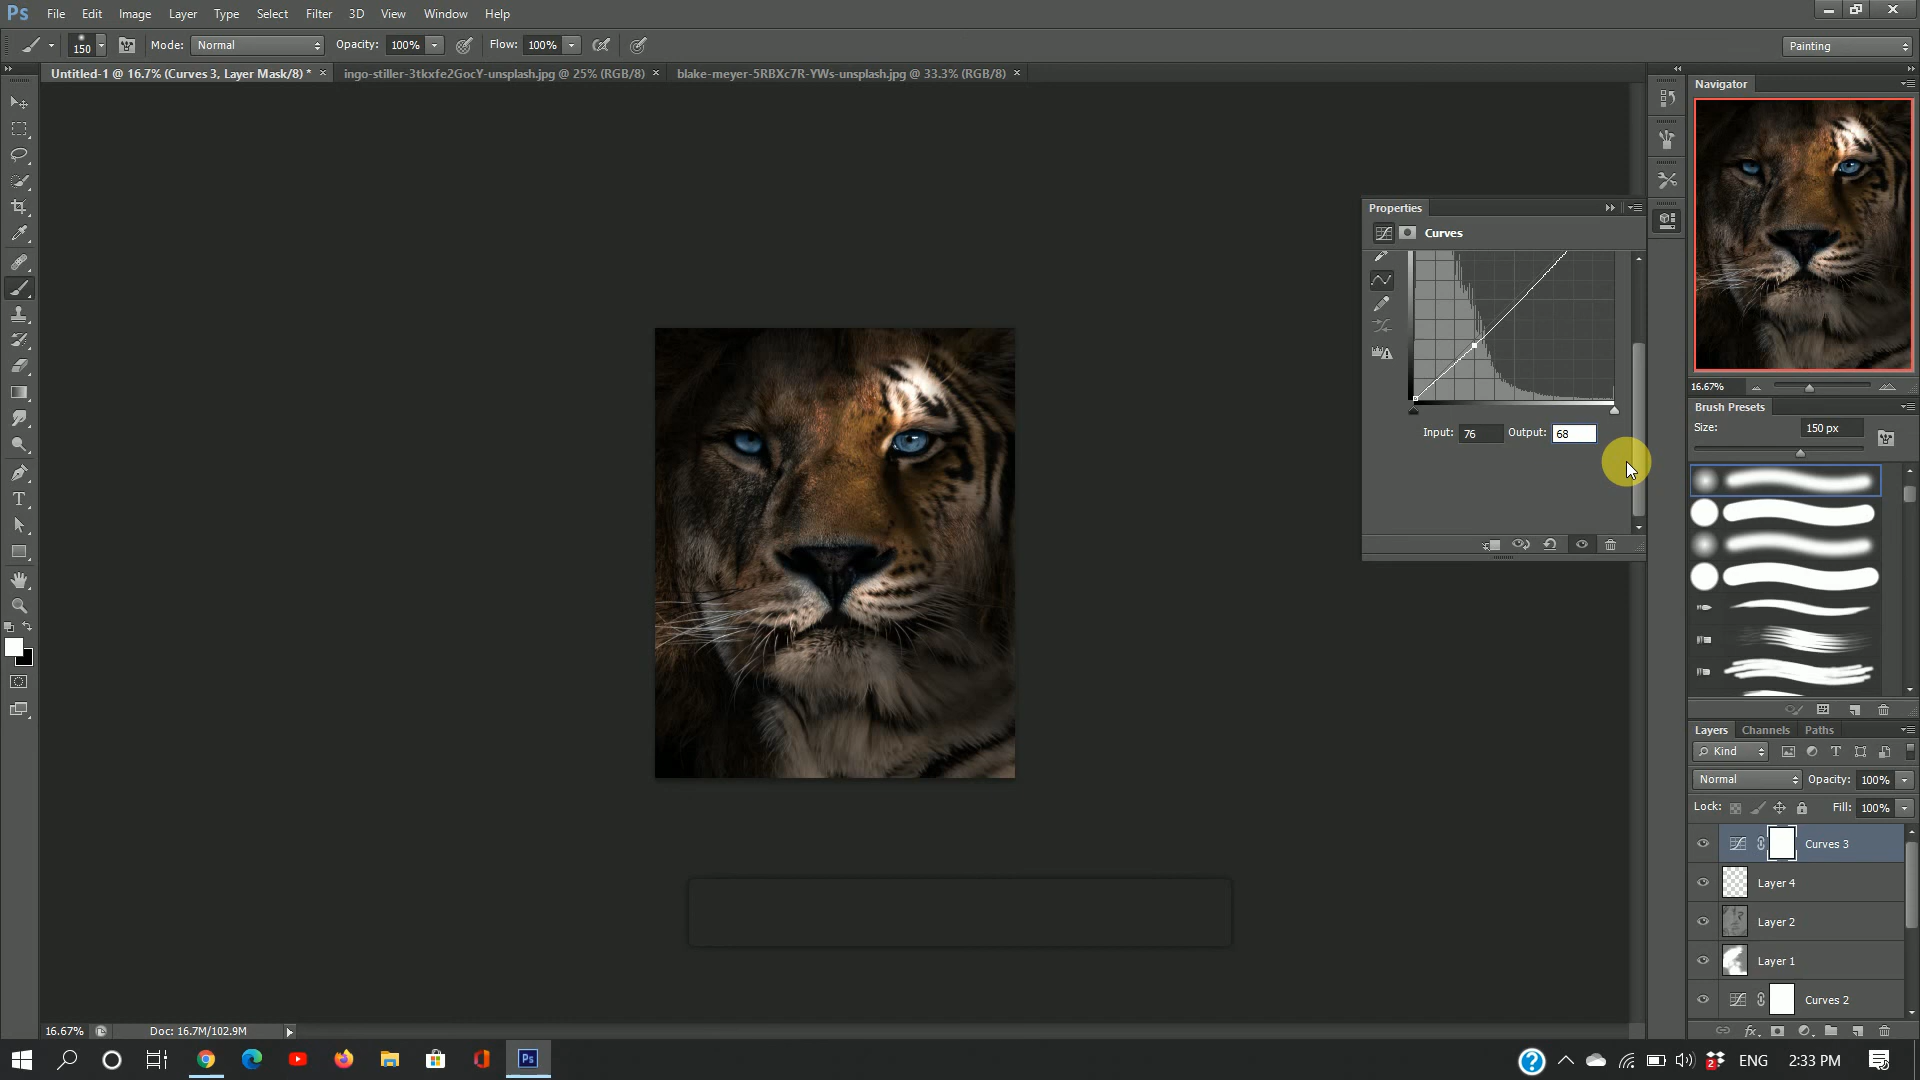 Ps File Edit Image Layer Type Select Filter 3D View Window Help
150 Mode: Normal Opacity: 100% Flow: 100% Painting
Untitled-1 @ 16.7% (Curves 3, Layer Mask/8) * × ingo-stiller-3tkxfe2GocY-unsplash.jpg @ 25% (RGB/8) × blake-meyer-5RBXc7R-YWs-unsplash.jpg @ 33.3% (RGB/8) ×
Navigator
Properties
Curves
Input: 76 Output: 68
16.67%
Brush Presets
Size: 150 px
Layers Channels Paths
Kind
Normal Opacity: 100%
Lock: Fill: 100%
Curves 3
Layer 4
Layer 2
Layer 1
Curves 2
16.67% Doc: 16.7M/102.9M
Ps 2 ENG 2:33 PM